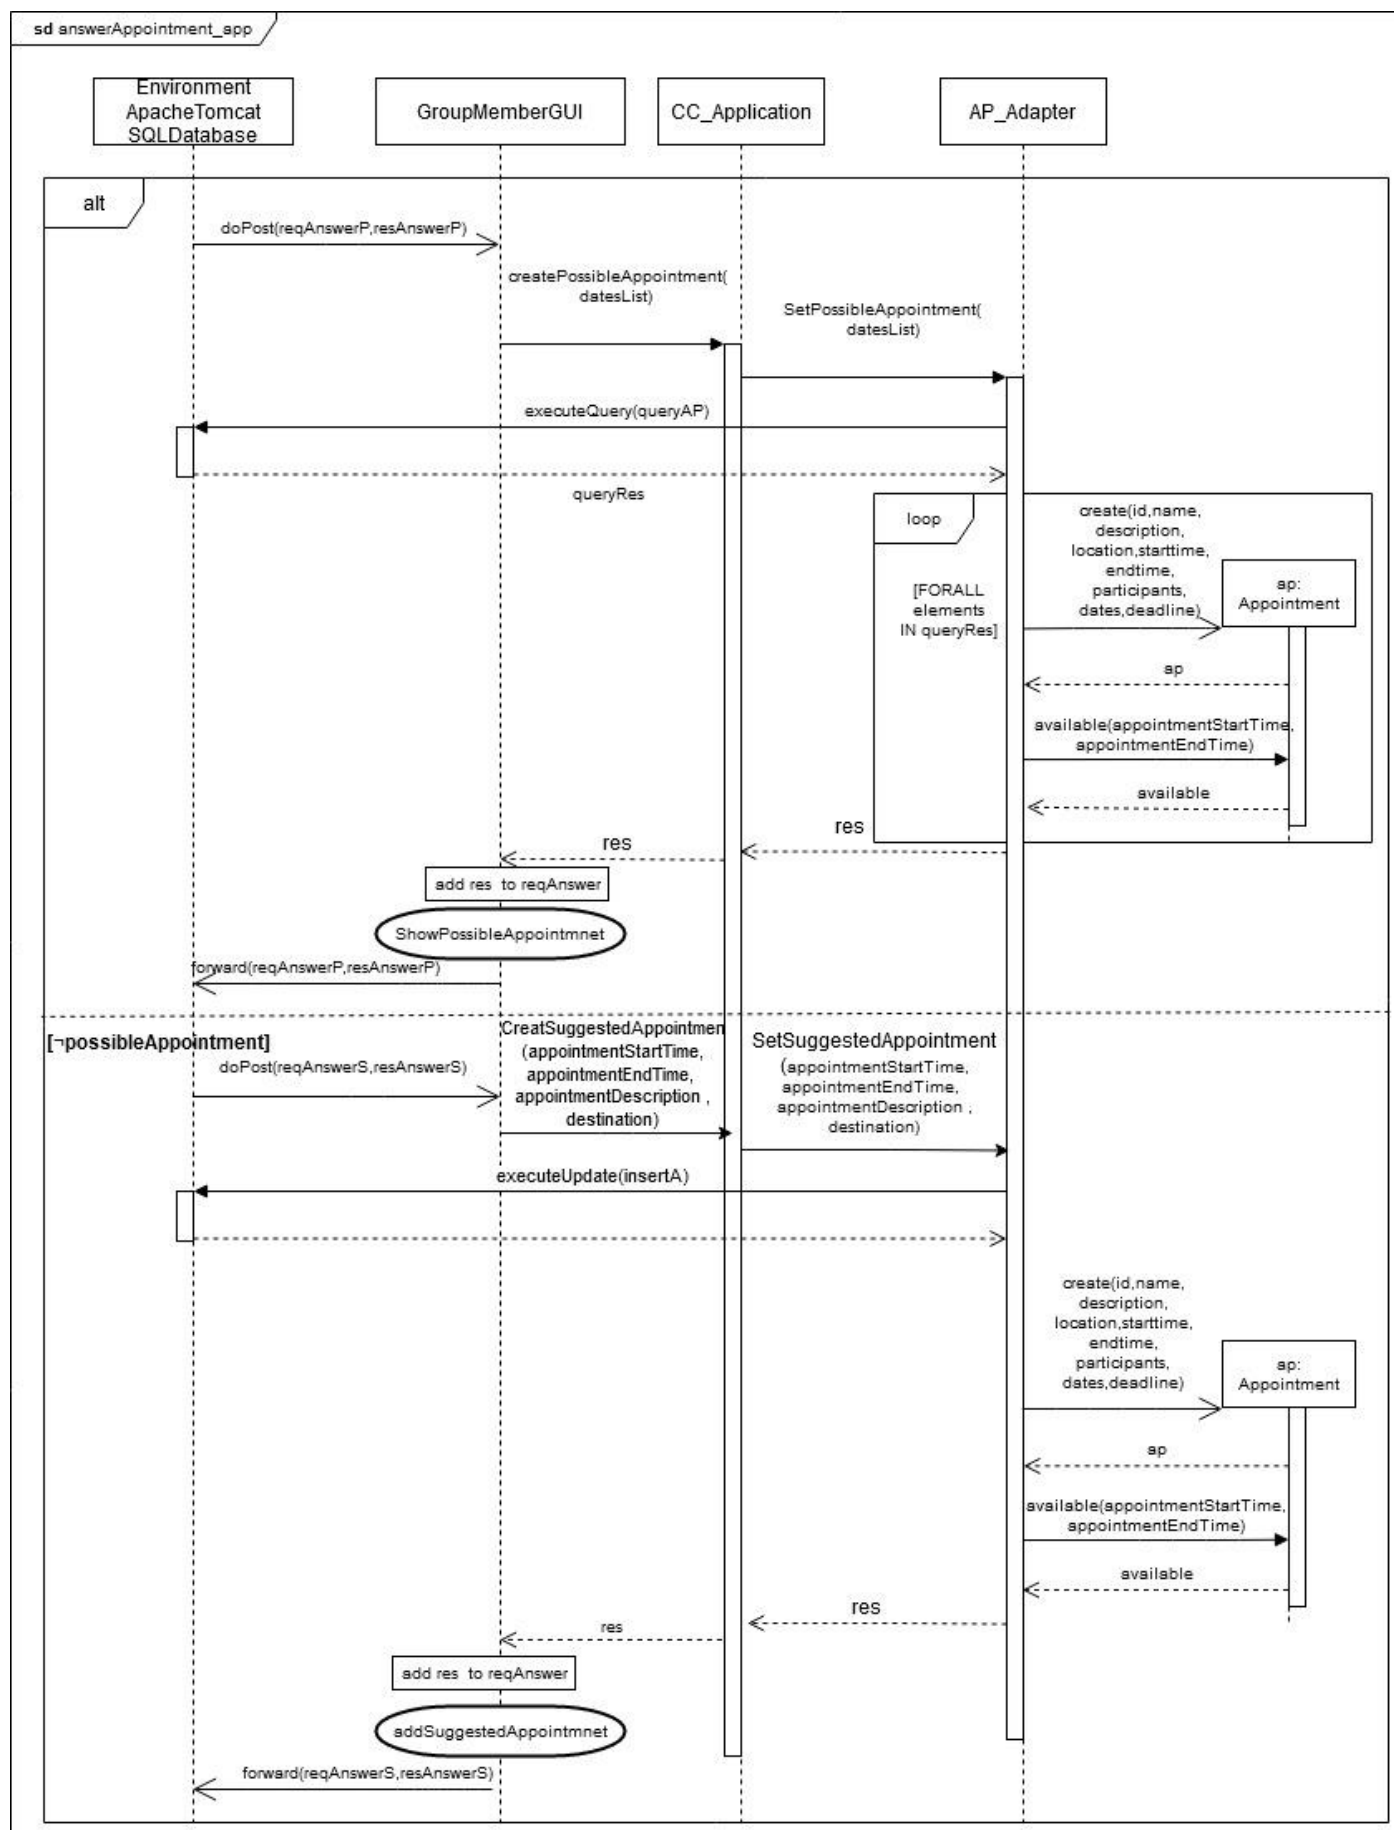 sd answerAppointment_app
Environment
ApacheTomcat
SQLDatabase
GroupMemberGUI
CC_Application
AP_Adapter
alt
doPost(reqAnswerP,resAnswerP)
createPossibleAppointment(
datesList)
SetPossibleAppointment(
datesList)
executeQuery(queryAP)
queryRes
loop
[FORALL
elements
IN queryRes]
create(id,name,
description,
location,starttime,
endtime,
participants,
dates,deadline)
ap:
Appointment
ap
available(appointmentStartTime,
appointmentEndTime)
available
res
res
add res to reqAnswer
ShowPossibleAppointmnet
forward(reqAnswerP,resAnswerP)
[¬possibleAppointment]
doPost(reqAnswerS,resAnswerS)
CreatSuggestedAppointmen
(appointmentStartTime,
appointmentEndTime,
appointmentDescription ,
destination)
SetSuggestedAppointment
(appointmentStartTime,
appointmentEndTime,
appointmentDescription ,
destination)
executeUpdate(insertA)
create(id,name,
description,
location,starttime,
endtime,
participants,
dates,deadline)
ap:
Appointment
ap
available(appointmentStartTime,
appointmentEndTime)
available
res
res
add res to reqAnswer
addSuggestedAppointmnet
forward(reqAnswerS,resAnswerS)